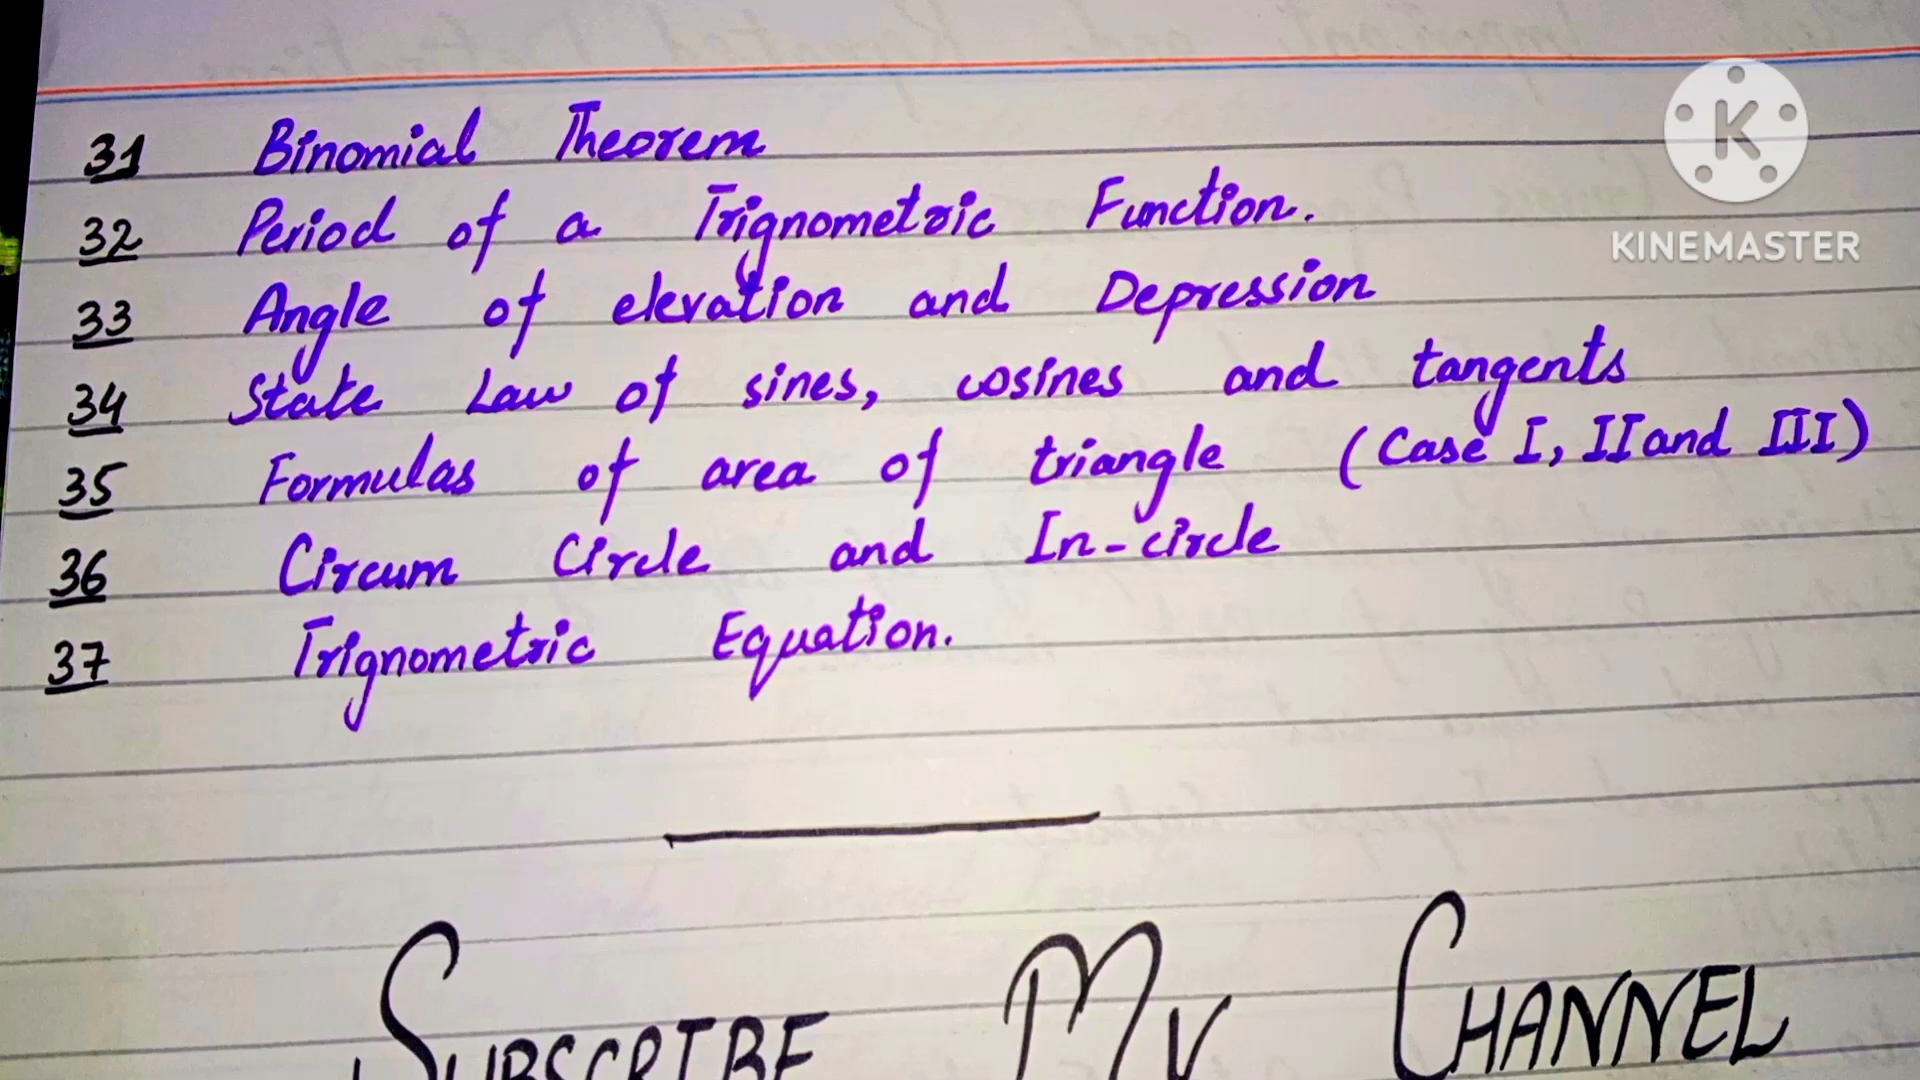 31 Binomial Theorem
32 Period of a Trignometric Function.
33 Angle of elevation and Depression
34 State Law of sines, cosines and tangents
35 Formulas of area of triangle (Case I, II and III)
36 Circum Circle and In-circle
37 Trignometric Equation.
SUBSCRIBE MY CHANNEL
K
KINEMASTER